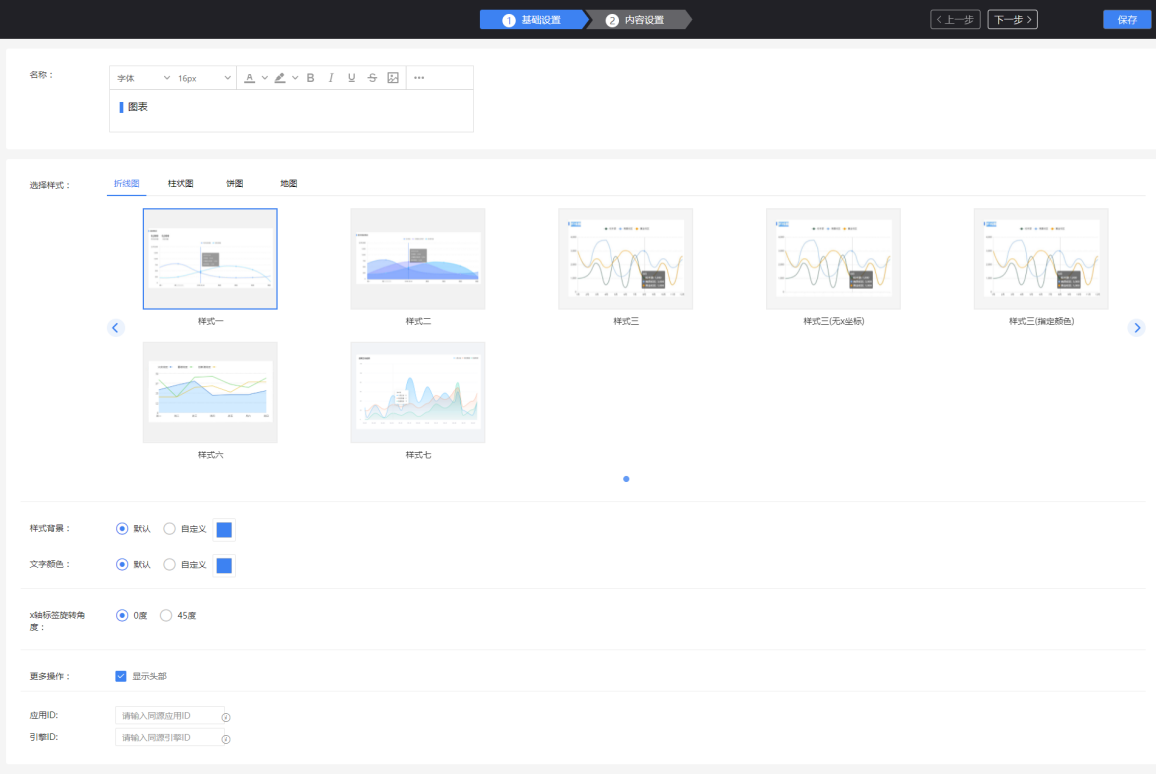 1 基础设置 2 内容设置 上一步 下一步 保存
名称：
字体 16px A B I U S ...
图表
选择样式： 折线图 柱状图 饼图 地图
样式一 样式二 样式三 样式三(无x坐标) 样式三(指定颜色)
样式六 样式七
样式背景： 默认 自定义
文字颜色： 默认 自定义
x轴标签旋转角
度： 0度 45度
更多操作： 显示头部
应用ID: 请输入同源应用ID
引擎ID: 请输入同源引擎ID